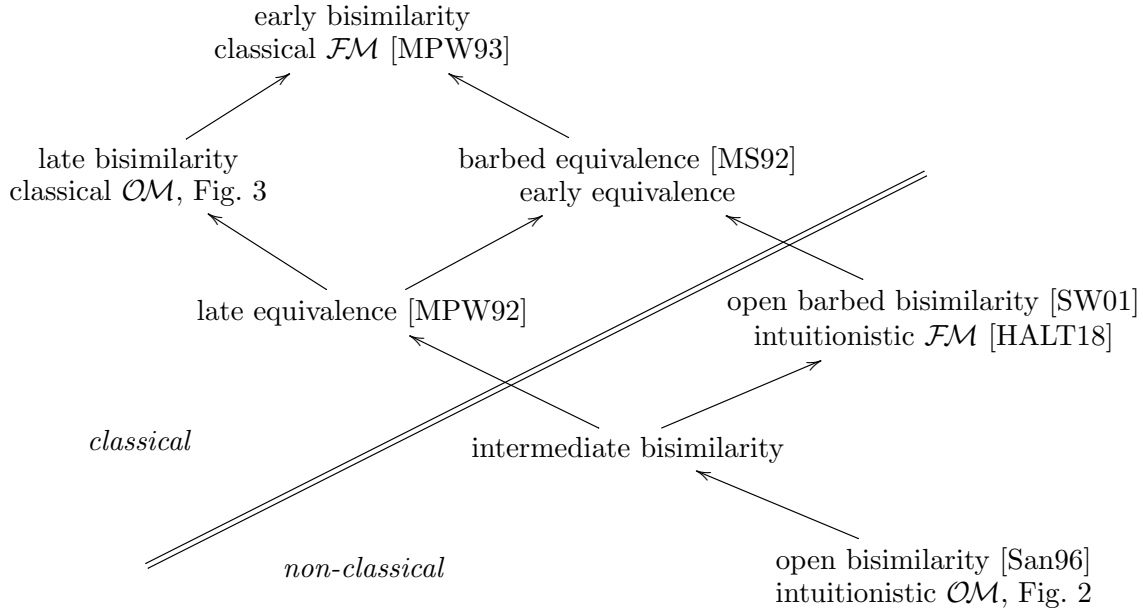 early bisimilarity
classical ℱℳ [MPW93]
late bisimilarity
classical 𝒪ℳ, Fig. 3
barbed equivalence [MS92]
early equivalence
late equivalence [MPW92]
open barbed bisimilarity [SW01]
intuitionistic ℱℳ [HALT18]
classical
intermediate bisimilarity
non-classical
open bisimilarity [San96]
intuitionistic 𝒪ℳ, Fig. 2